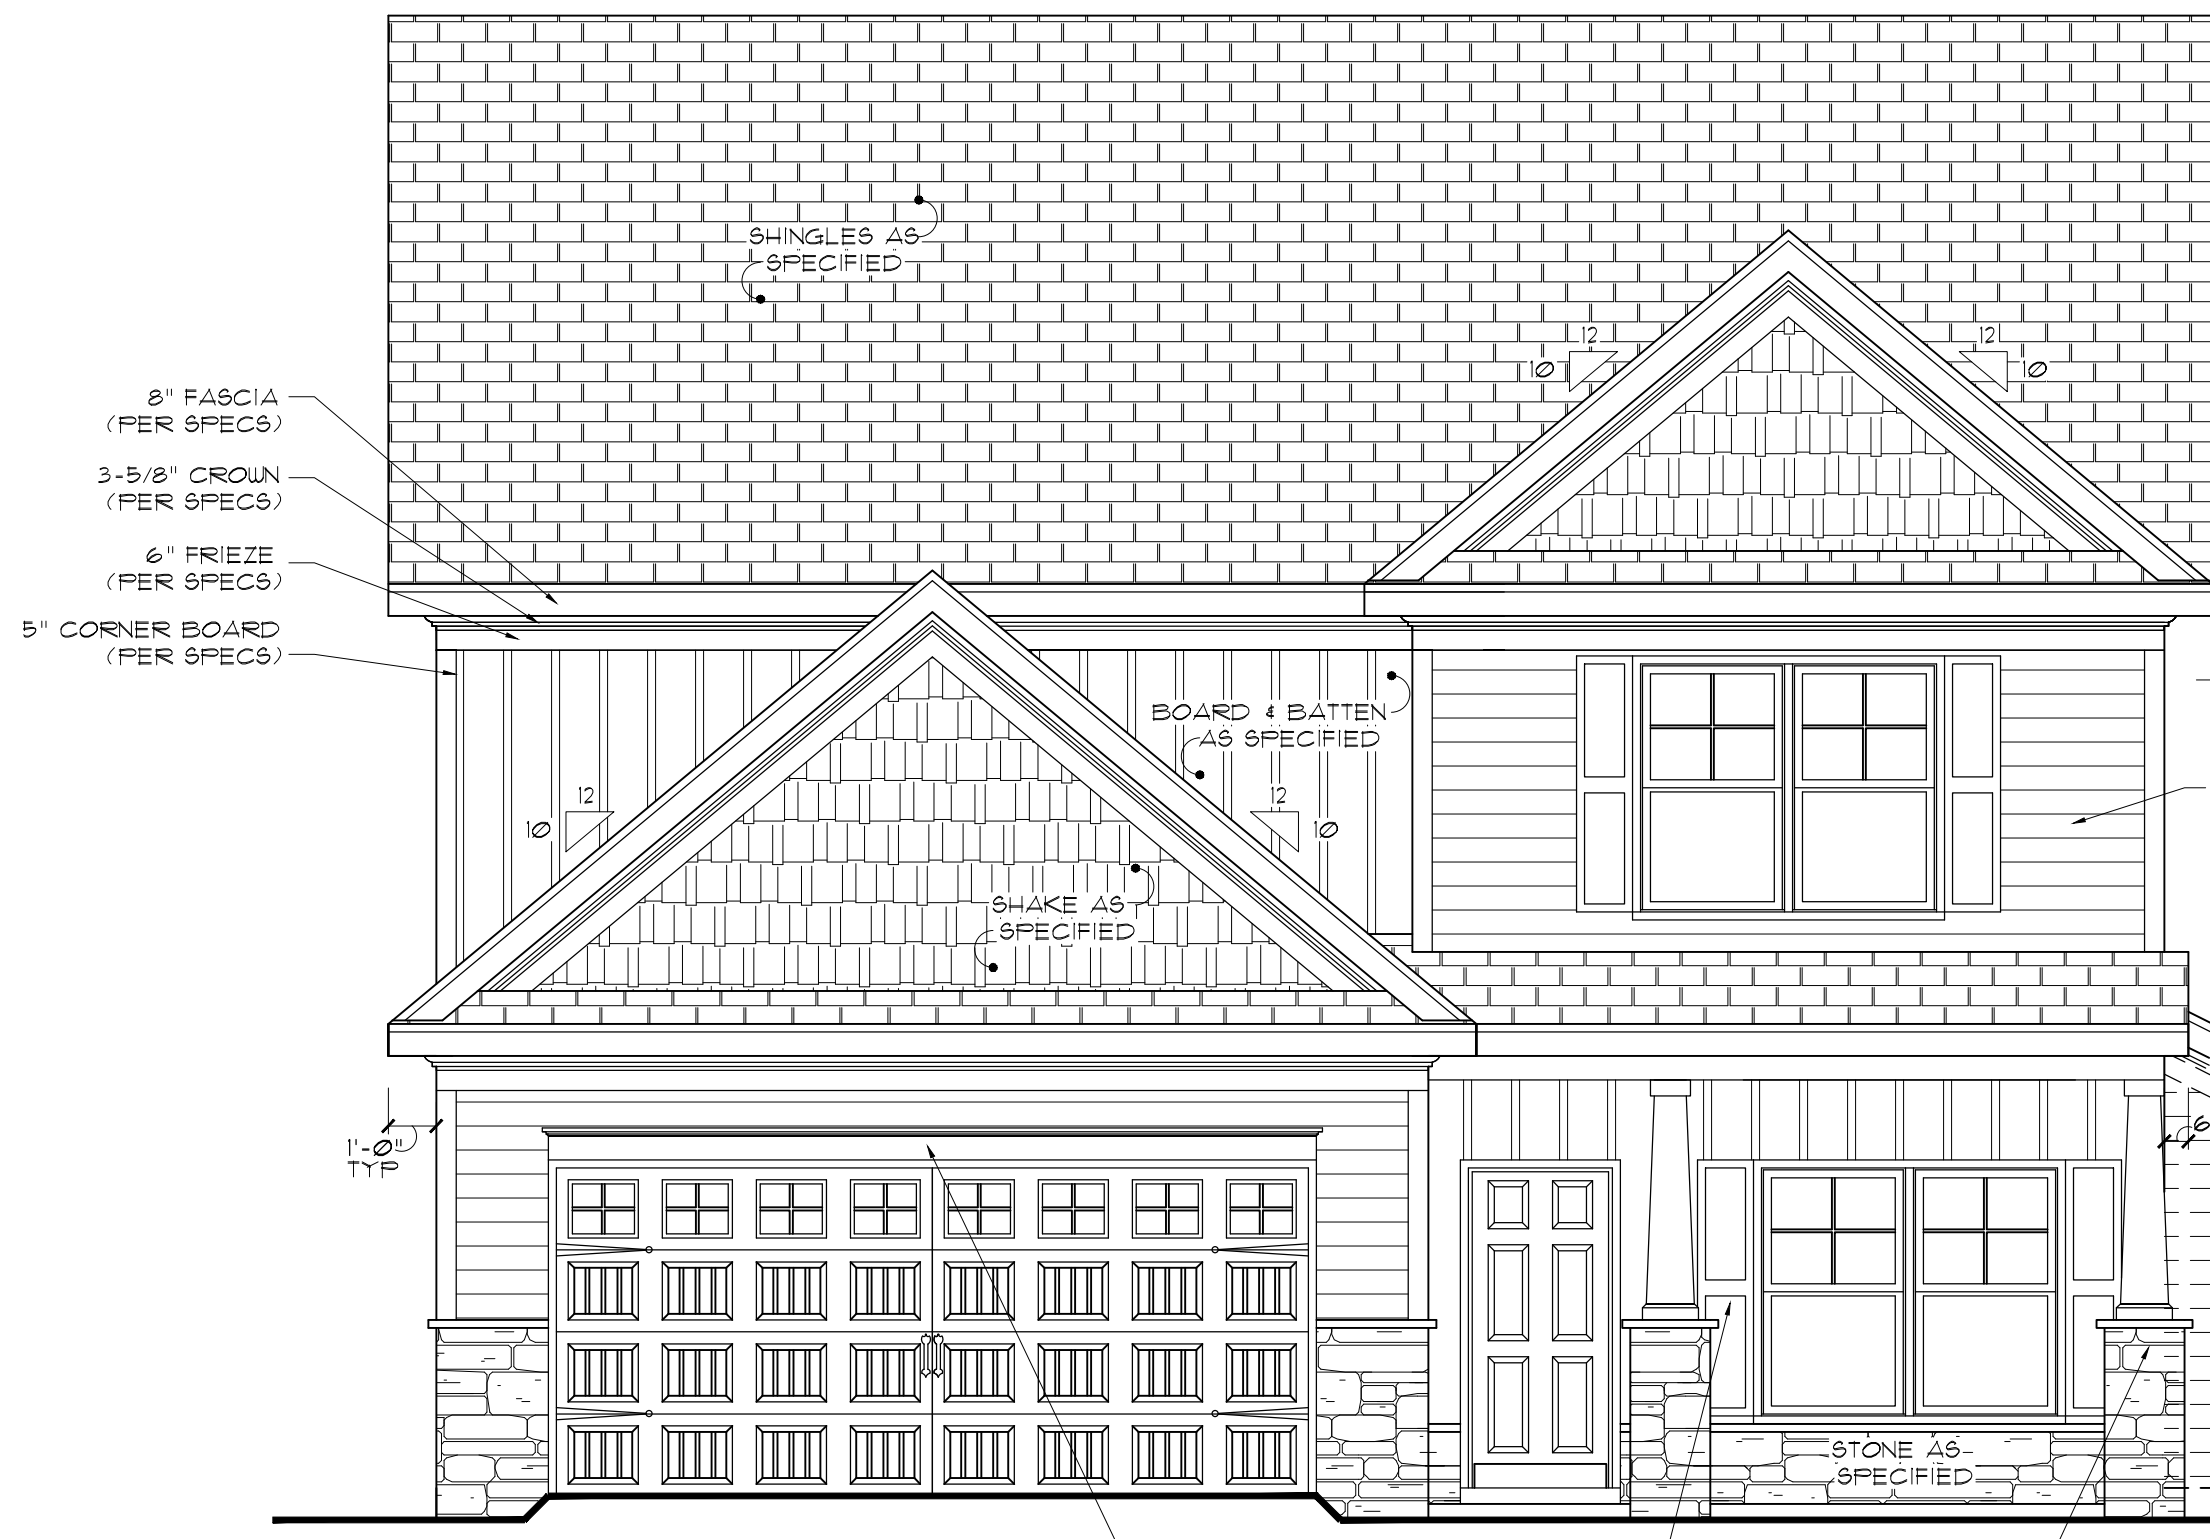 SHINGLES AS
SPECIFIED
12
10
12
10
8" FASCIA
(PER SPECS)
3-5/8" CROWN
(PER SPECS)
6" FRIEZE
(PER SPECS)
5" CORNER BOARD
(PER SPECS)
BOARD & BATTEN
AS SPECIFIED
12
10
12
10
SHAKE AS
SPECIFIED
1'-0"
TYP
6
STONE AS
SPECIFIED